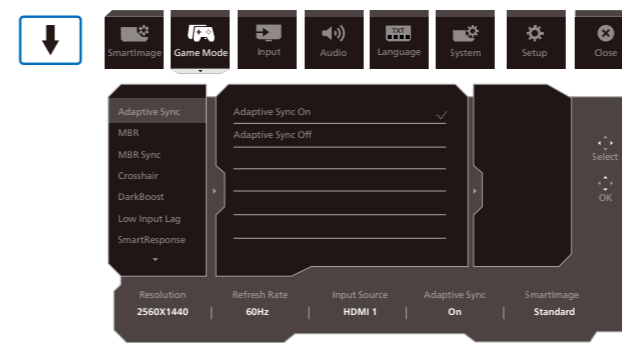 SmartImage Game Mode Input Audio Language System Setup Close
TXT
Adaptive Sync
MBR
MBR Sync
Crosshair
DarkBoost
Low Input Lag
SmartResponse
Adaptive Sync On
Adaptive Sync Off
Select
OK
Resolution Refresh Rate Input Source Adaptive Sync SmartImage
2560X1440 | 60Hz | HDMI 1 | On | Standard